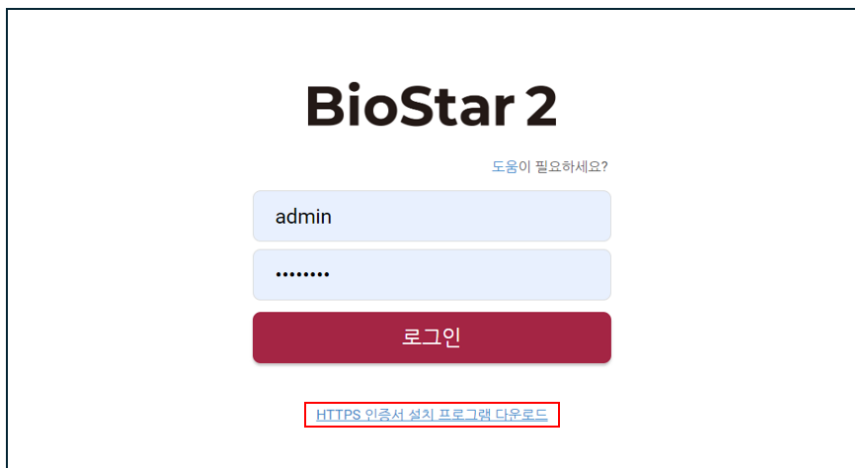 BioStar 2
도움이 필요하세요?
admin
••••••••
로그인
HTTPS 인증서 설치 프로그램 다운로드